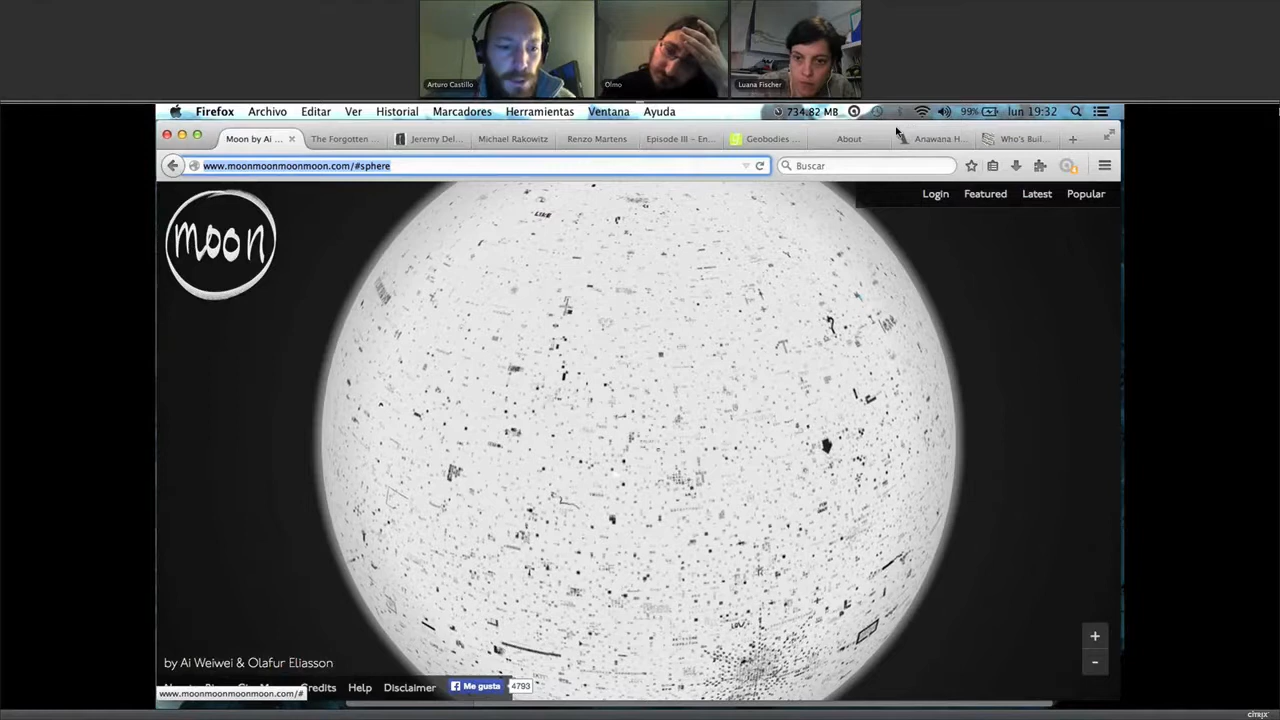 Arturo Castillo
Olmo
Luana Fischer
Firefox Archivo Editar Ver Historial Marcadores Herramientas Ventana Ayuda 734.82 MB 99% lun 19:32
Moon by Ai ... The Forgotten ... Jeremy Del... Michael Rakowitz Renzo Martens Episode III – En... Geobodies ... About Anawana H... Who's Buil...
www.moonmoonmoonmoon.com/#sphere
Buscar
Login Featured Latest Popular
moon
by Ai Weiwei & Olafur Eliasson
Help Disclaimer Me gusta 4793
www.moonmoonmoonmoon.com/#
CITRIX